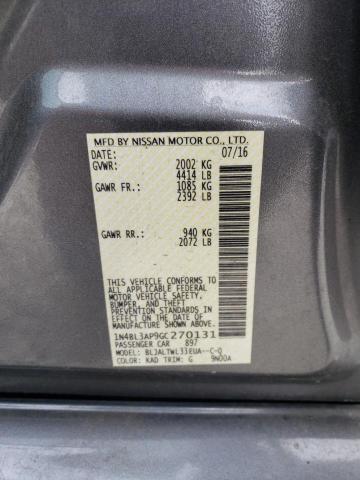 MFD BY NISSAN MOTOR CO., LTD.
DATE: 07/16
GVWR: 2002 KG
4414 LB
GAWR FR: 1085 KG
2392 LB
GAWR RR: 940 KG
2072 LB
THIS VEHICLE CONFORMS TO
ALL APPLICABLE FEDERAL
MOTOR VEHICLE SAFETY,
BUMPER, AND THEFT
PREVENTION STANDARDS IN
EFFECT ON THE DATE OF
MANUFACTURE SHOWN ABOVE.
1N4BL3AP9GC270131
PASSENGER CAR 897
MODEL: BLJALTWL33EUA--C-Q
COLOR: KAD TRIM: G 9N00A